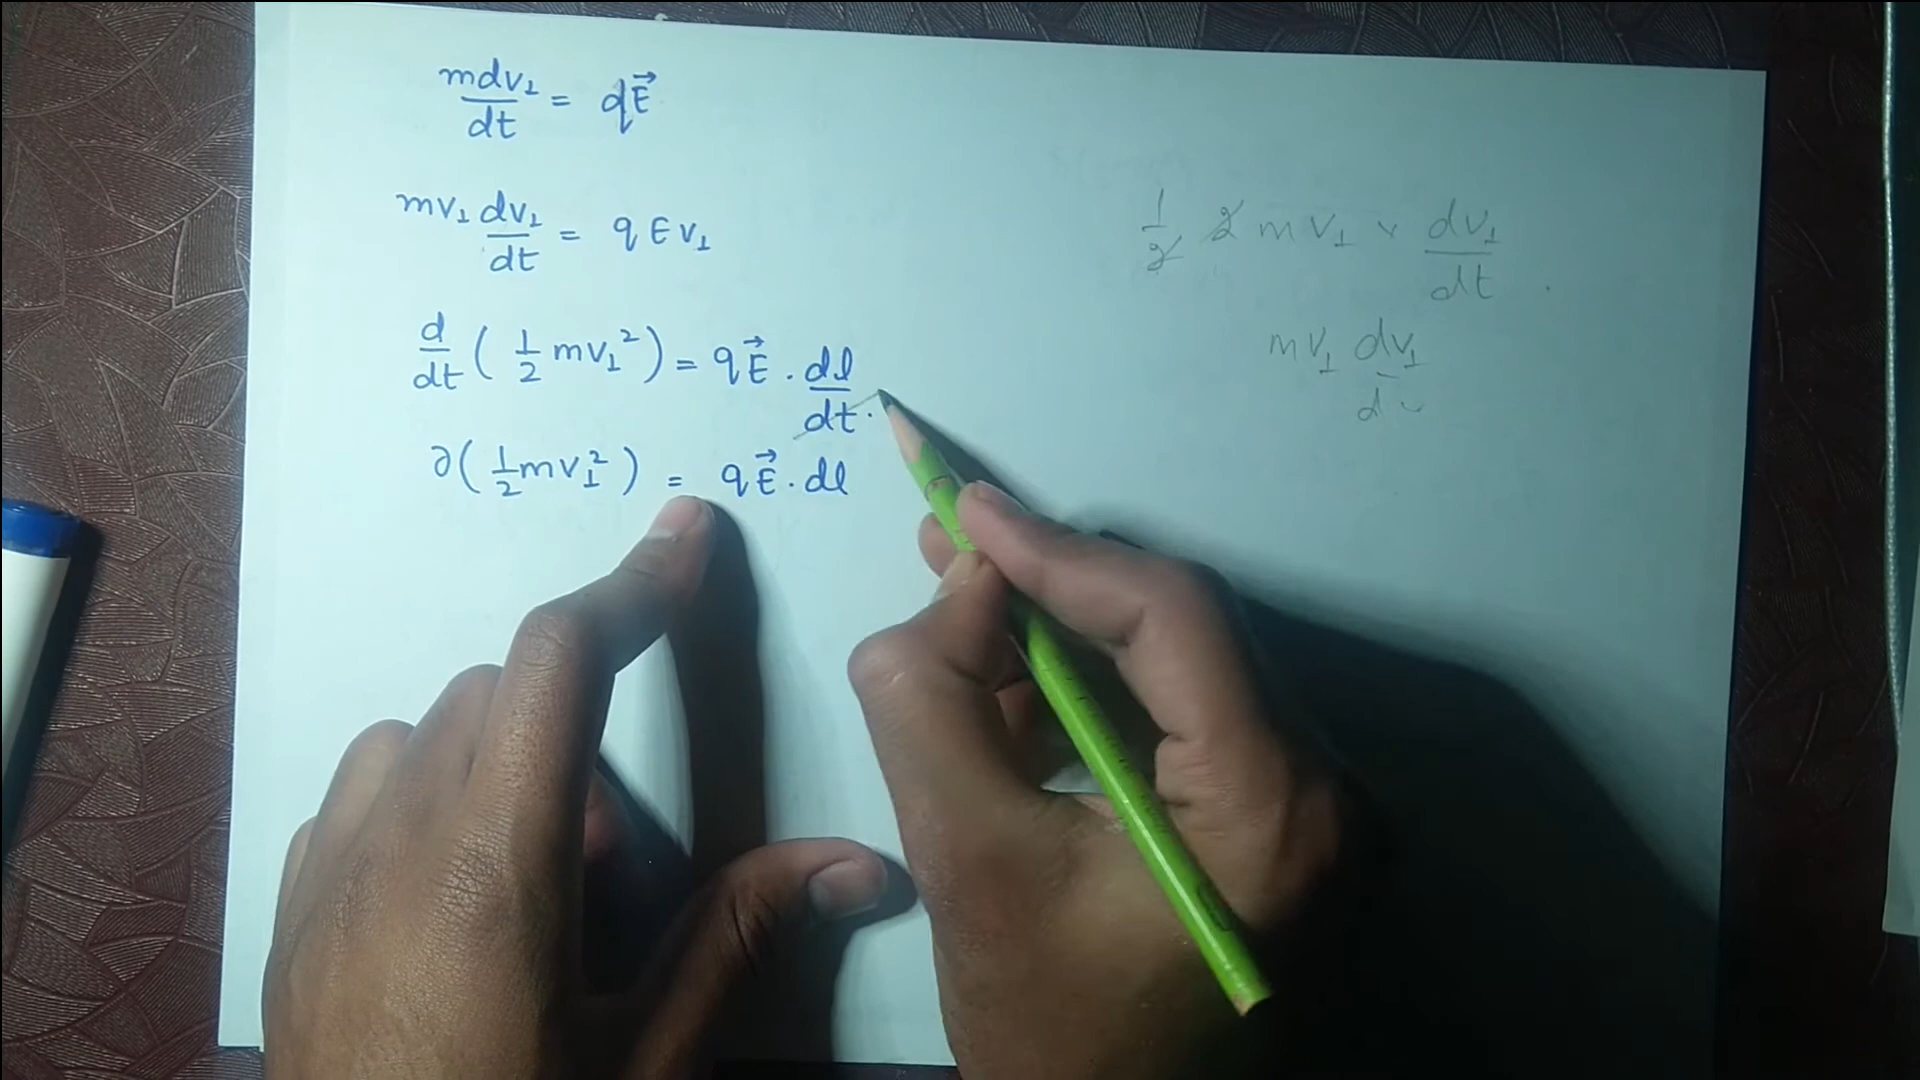 mdv⊥/dt = qE⃗
mv⊥ dv⊥/dt = qEv⊥
d/dt ( 1/2 mv⊥² ) = qE⃗ . dl/dt .
∂( 1/2 mv⊥² ) = qE⃗ . dl
1/2 2 m v⊥ × dv⊥/dt .
mv⊥ dv⊥